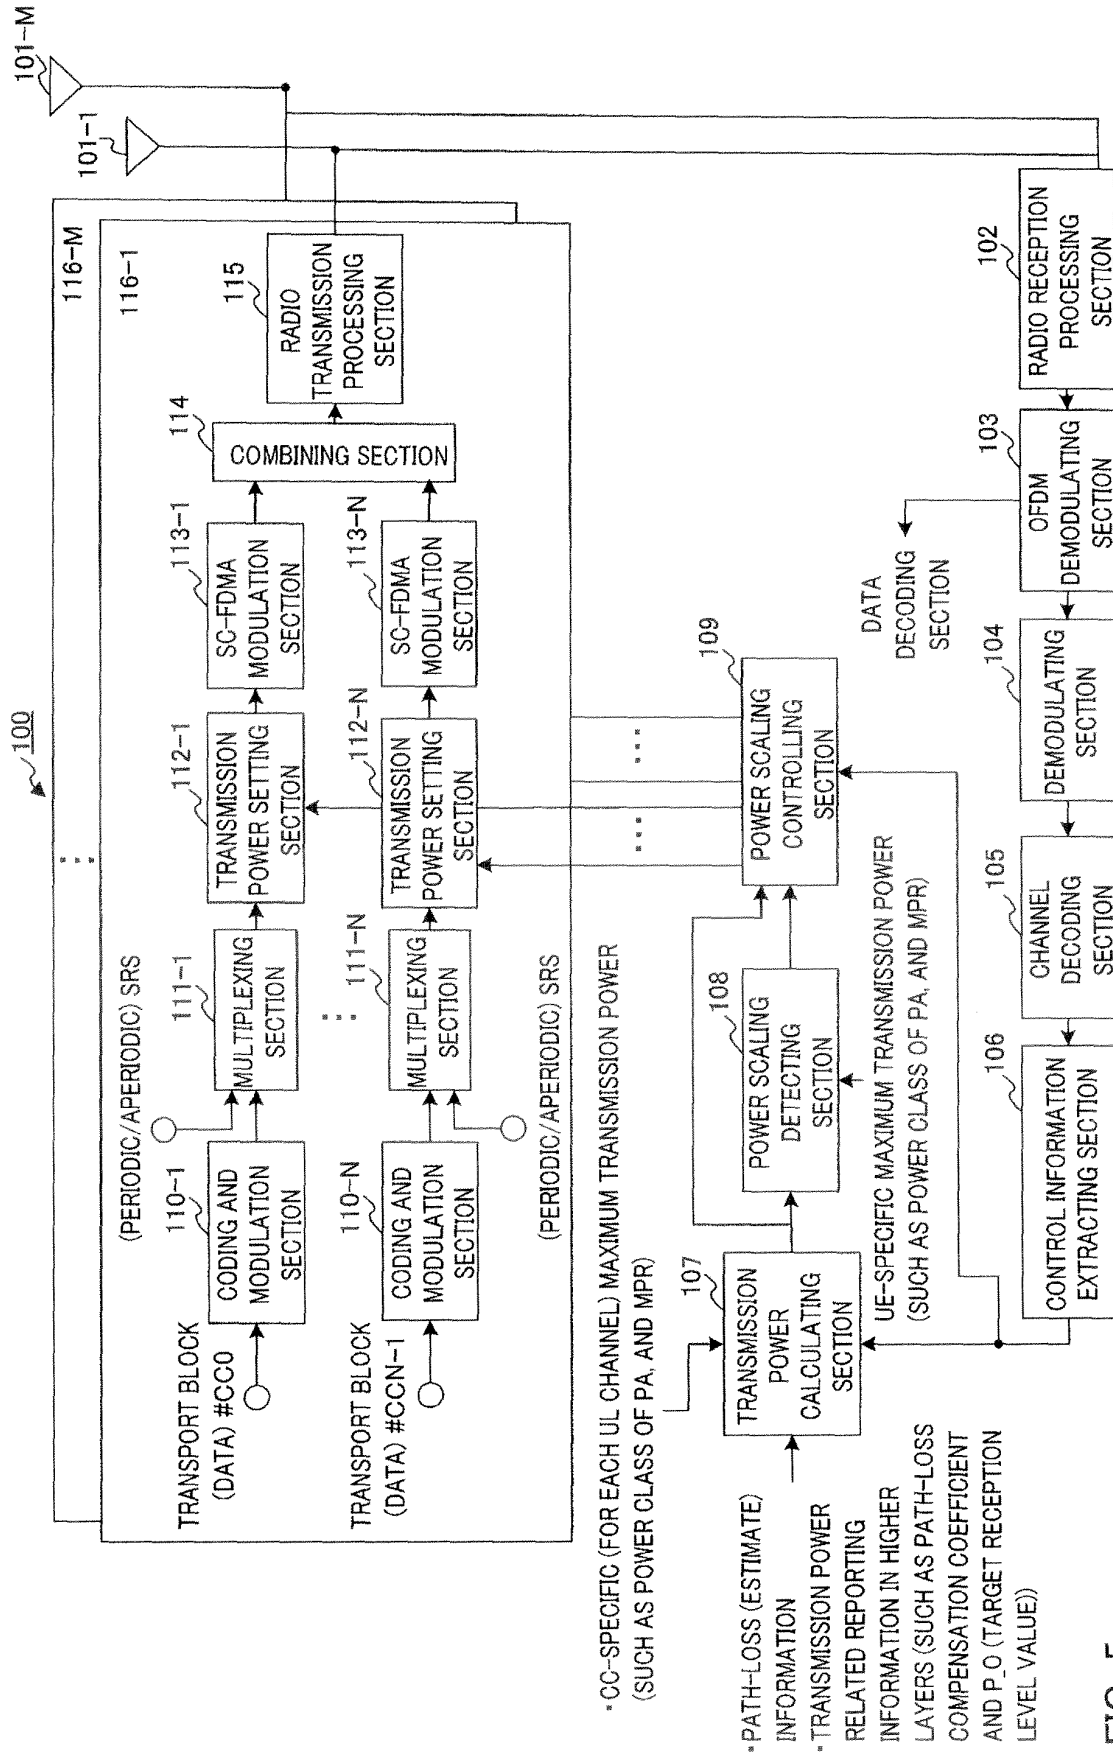 100
101-M
101-1
116-M
116-1
(PERIODIC/APERIODIC) SRS
110-1
CODING AND
MODULATION
SECTION
TRANSPORT BLOCK
(DATA) #CC0
111-1
MULTIPLEXING
SECTION
112-1
TRANSMISSION
POWER SETTING
SECTION
113-1
SC-FDMA
MODULATION
SECTION
114
COMBINING SECTION
115
RADIO
TRANSMISSION
PROCESSING
SECTION
110-N
CODING AND
MODULATION
SECTION
TRANSPORT BLOCK
(DATA) #CCN-1
111-N
MULTIPLEXING
SECTION
(PERIODIC/APERIODIC) SRS
112-N
TRANSMISSION
POWER SETTING
SECTION
113-N
SC-FDMA
MODULATION
SECTION
・CC-SPECIFIC (FOR EACH UL CHANNEL) MAXIMUM TRANSMISSION POWER
(SUCH AS POWER CLASS OF PA, AND MPR)
107
TRANSMISSION
POWER
CALCULATING
SECTION
108
POWER SCALING
DETECTING
SECTION
109
POWER SCALING
CONTROLLING
SECTION
・PATH-LOSS (ESTIMATE)
INFORMATION
・TRANSMISSION POWER
RELATED REPORTING
INFORMATION IN HIGHER
LAYERS (SUCH AS PATH-LOSS
COMPENSATION COEFFICIENT
AND P_O (TARGET RECEPTION
LEVEL VALUE))
UE-SPECIFIC MAXIMUM TRANSMISSION POWER
(SUCH AS POWER CLASS OF PA, AND MPR)
DATA
DECODING
SECTION
106
CONTROL INFORMATION
EXTRACTING SECTION
105
CHANNEL
DECODING
SECTION
104
DEMODULATING
SECTION
103
OFDM
DEMODULATING
SECTION
102
RADIO RECEPTION
PROCESSING
SECTION